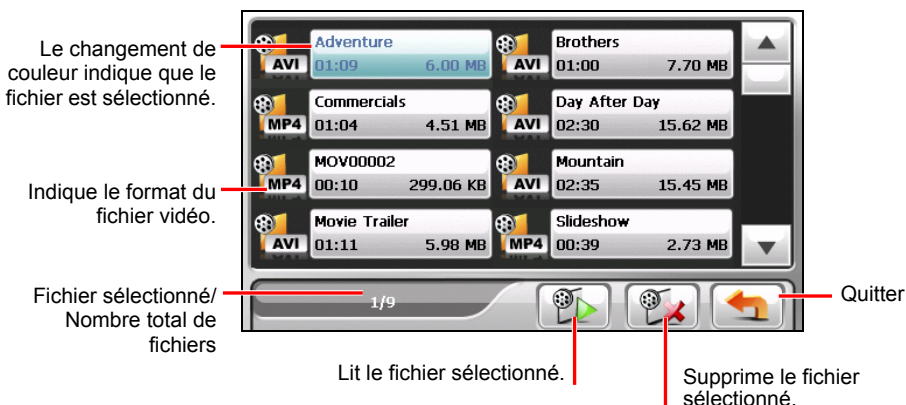 Le changement de
couleur indique que le
fichier est sélectionné.
Indique le format du
fichier vidéo.
Fichier sélectionné/
Nombre total de
fichiers
AVI
Adventure
01:09 6.00 MB
AVI
Brothers
01:00 7.70 MB
MP4
Commercials
01:04 4.51 MB
AVI
Day After Day
02:30 15.62 MB
MP4
MOV00002
00:10 299.06 KB
AVI
Mountain
02:35 15.45 MB
AVI
Movie Trailer
01:11 5.98 MB
MP4
Slideshow
00:39 2.73 MB
1/9
Quitter
Lit le fichier sélectionné.
Supprime le fichier
sélectionné.